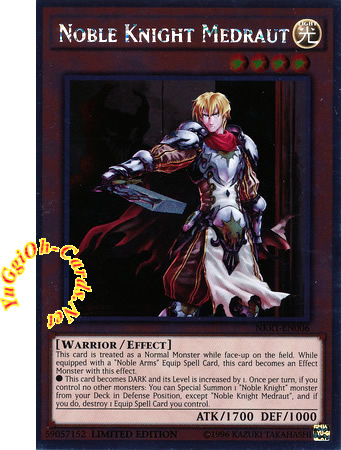 NOBLE KNIGHT MEDRAUT
LIGHT
光
YuGgiOh-Cards.Net
NKRT-EN006
[WARRIOR / EFFECT]
This card is treated as a Normal Monster while face-up on the field. While
equipped with a "Noble Arms" Equip Spell Card, this card becomes an Effect
Monster with this effect.
● This card becomes DARK and its Level is increased by 1. Once per turn, if you
control no other monsters: You can Special Summon 1 "Noble Knight" monster
from your Deck in Defense Position, except "Noble Knight Medraut", and if
you do, destroy 1 Equip Spell Card you control.
ATK/1700 DEF/1000
59057152 LIMITED EDITION ©1996 KAZUKI TAKAHASHI